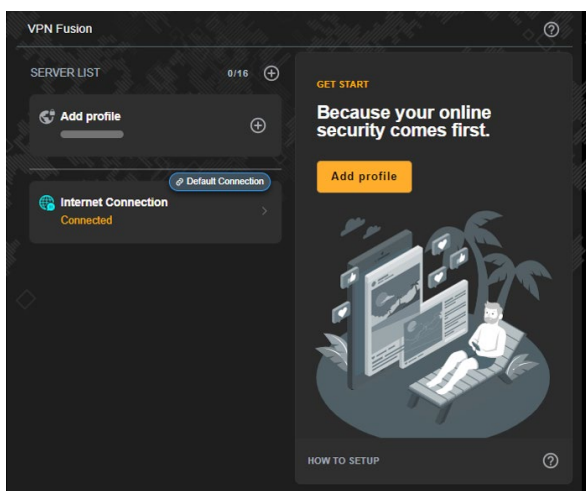 VPN Fusion
SERVER LIST 0/16
Add profile
Default Connection
Internet Connection
Connected
GET START
Because your online
security comes first.
Add profile
HOW TO SETUP